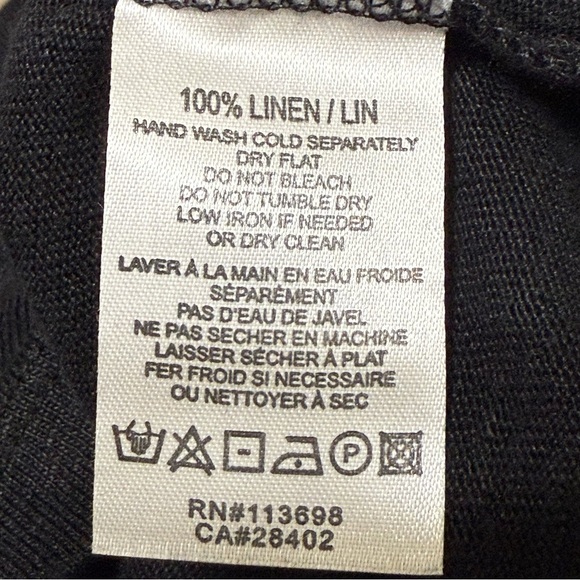 100% LINEN / LIN
HAND WASH COLD SEPARATELY
DRY FLAT
DO NOT BLEACH
DO NOT TUMBLE DRY
LOW IRON IF NEEDED
OR DRY CLEAN
LAVER À LA MAIN EN EAU FROIDE
SÉPARÉMENT
PAS D'EAU DE JAVEL
NE PAS SECHER EN MACHINE
LAISSER SÉCHER À PLAT
FER FROID SI NECESSAIRE
OU NETTOYER À SEC
P
RN#113698
CA#28402